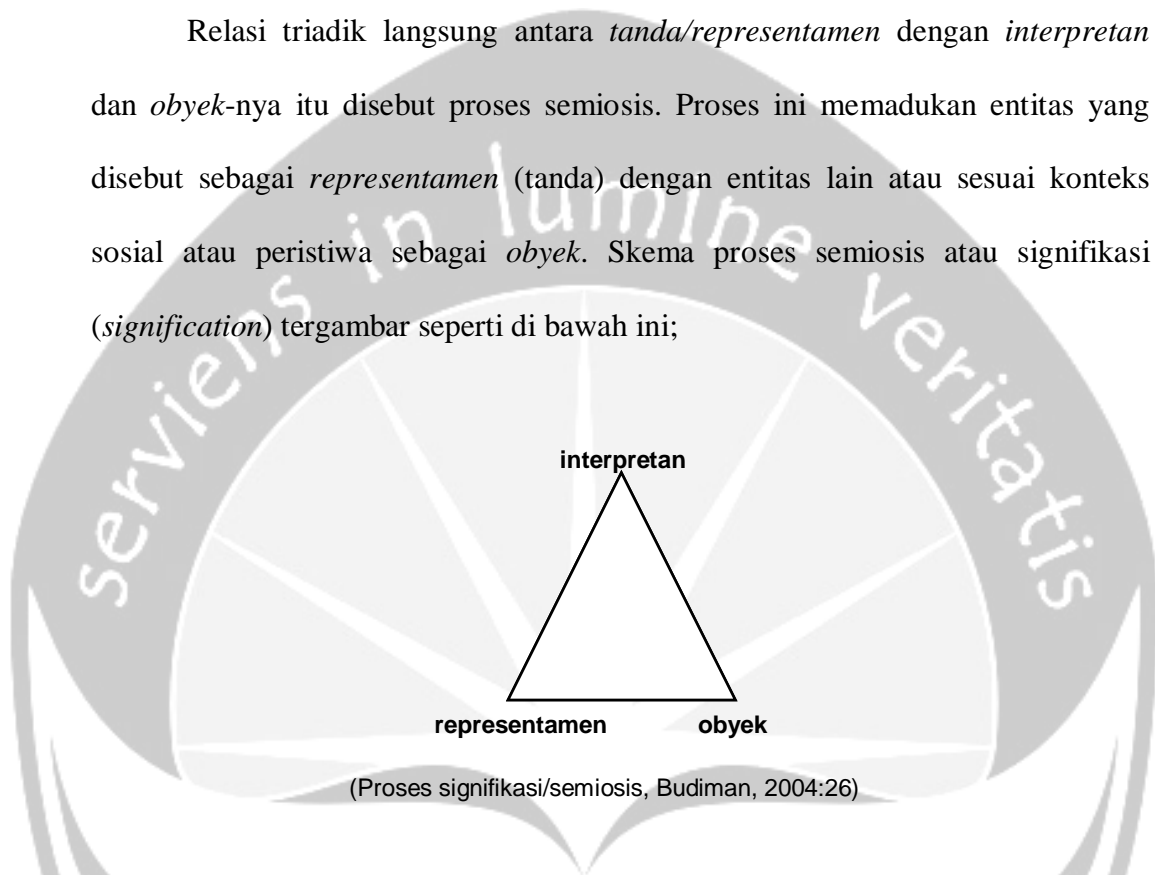 Relasi triadik langsung antara tanda/representamen dengan interpretan
dan obyek-nya itu disebut proses semiosis. Proses ini memadukan entitas yang
disebut sebagai representamen (tanda) dengan entitas lain atau sesuai konteks
sosial atau peristiwa sebagai obyek. Skema proses semiosis atau signifikasi
(signification) tergambar seperti di bawah ini;
serviens in lumine veritatis
interpretan
representamen obyek
(Proses signifikasi/semiosis, Budiman, 2004:26)